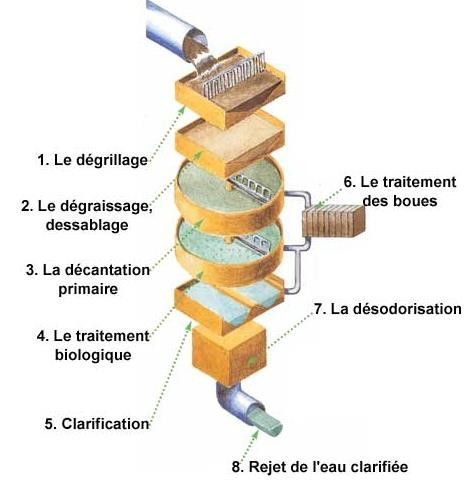 1. Le dégrillage
2. Le dégraissage,
dessablage
3. La décantation
primaire
4. Le traitement
biologique
5. Clarification
6. Le traitement
des boues
7. La désodorisation
8. Rejet de l'eau clarifiée